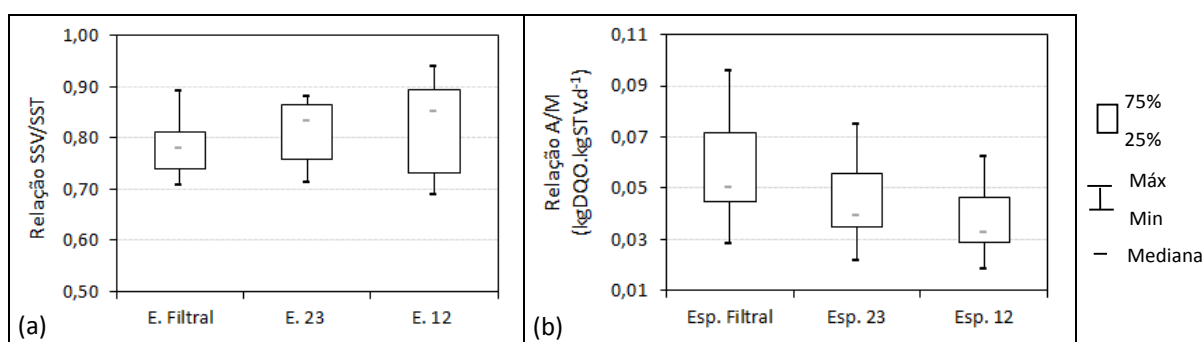 Relação SSV/SST
1,00
0,90
0,80
0,70
0,60
0,50
E. Filtral
E. 23
E. 12
(a)
Relação A/M
(kgDQO.kgSTV.d-1)
0,11
0,09
0,07
0,05
0,03
0,01
Esp. Filtral
Esp. 23
Esp. 12
(b)
75%
25%
Máx
Min
Mediana